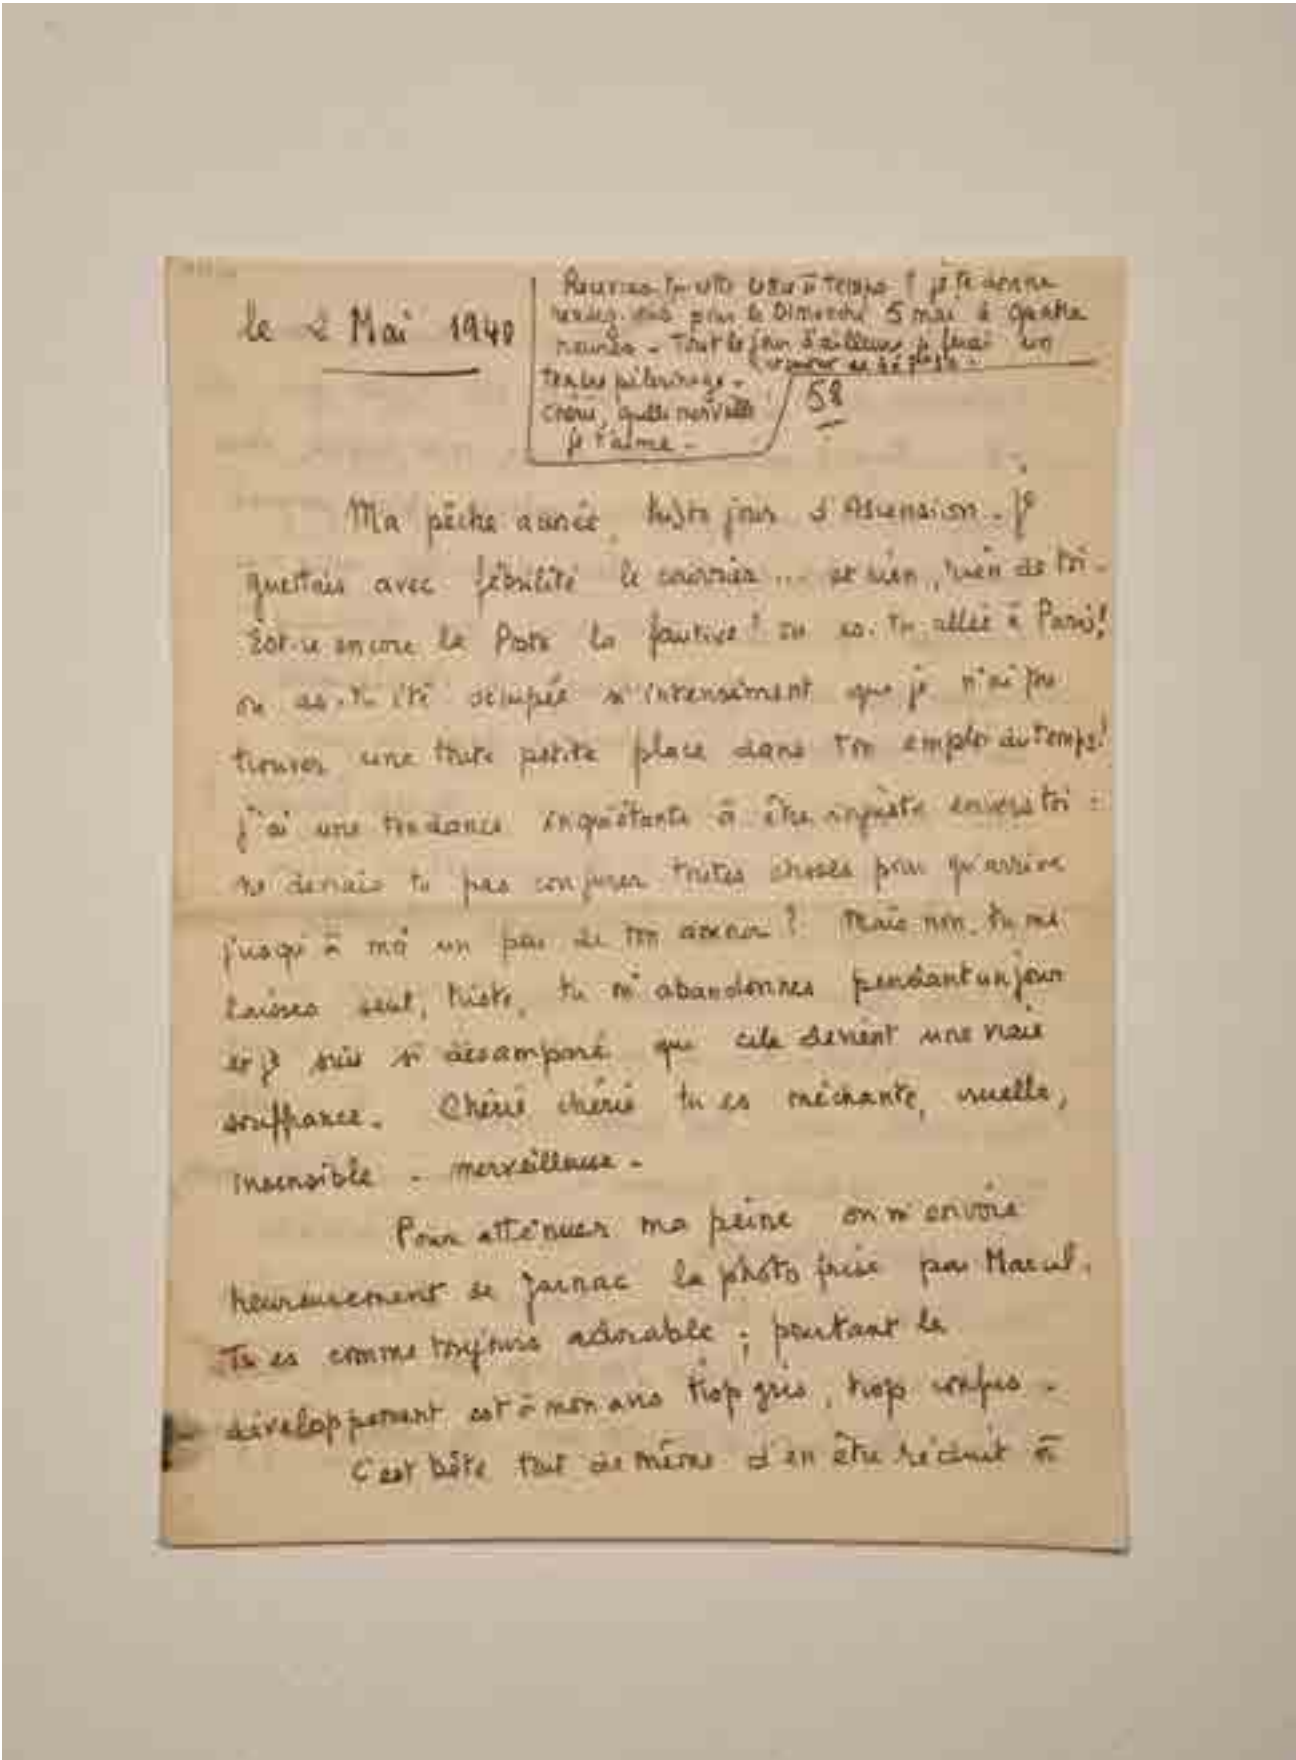 le 2 Mai 1940
Recevras-tu cette lettre à temps ? je te donne
rendez-vous pour le Dimanche 5 mai à quatre
heures - Tout le jour d'ailleurs je ferai un
tendre pèlerinage -
Chérie, quelle merveille
je t'aime -
58
Ma pêche aimée, triste jour d'Ascension - Je
guettais avec fébrilité le courrier ... et rien, rien de toi -
Est-ce encore la Poste la fautive ? ou es-tu allée à Paris !
ou as-tu été occupée si intensément que je n'ai pu
trouver une toute petite place dans ton emploi du temps !
j'ai une tendance inquiétante à être injuste envers toi :
ne devrais tu pas conjurer toutes choses pour qu'arrive
jusqu'à moi un peu de ton amour ? Mais non, tu me
laisses seul, triste, tu m'abandonnes pendant un jour
et je suis si désemparé que cela devient une vraie
souffrance - Chérie chérie tu es méchante, cruelle,
insensible - merveilleuse -
Pour atténuer ma peine on m'envoie
heureusement de Jarnac la photo prise par Marcel.
Tu es comme toujours adorable ; pourtant le
développement est à mon avis trop gris, trop confus -
C'est bête tout de même d'en être réduit à